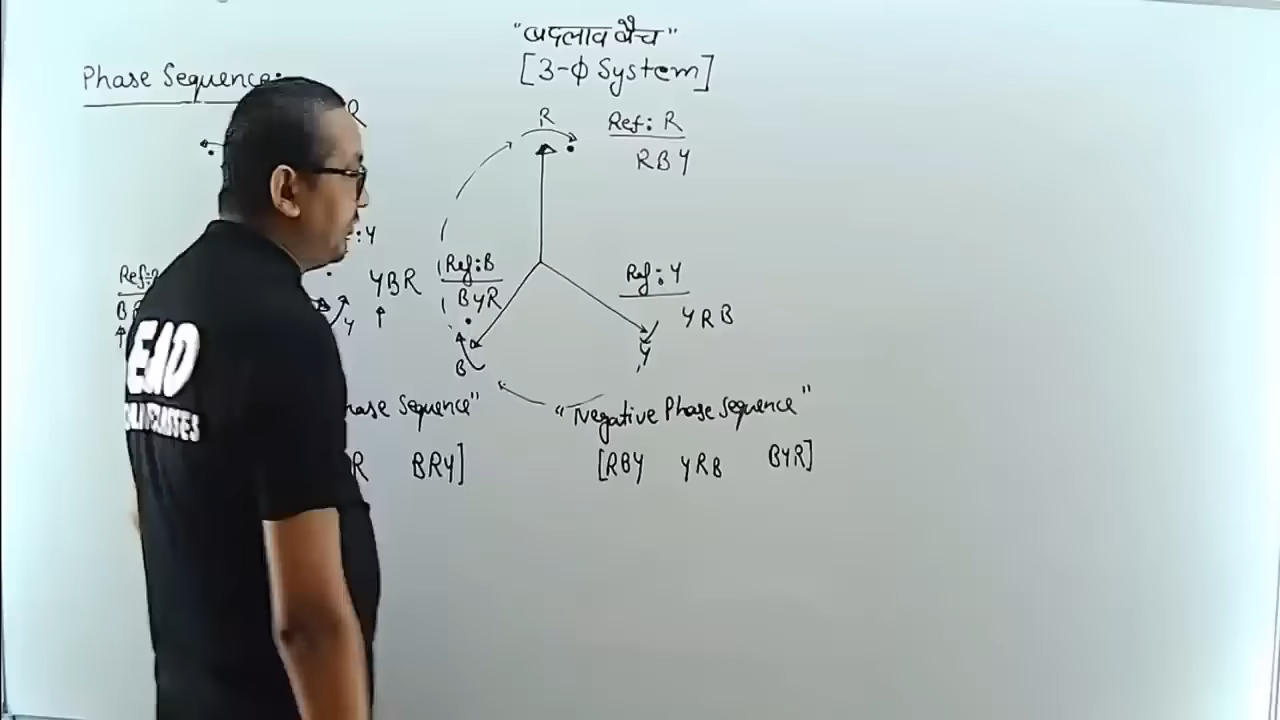 "बदलाव बैच"
[3-ϕ System]
Phase Sequence:
R
R
Ref: R
RBY
: Y
YBR
Y
Ref: B
BYR
B
Ref: Y
YRB
Y
Sequence"
R BRY]
"Negative Phase Sequence"
[RBY YRB BYR]